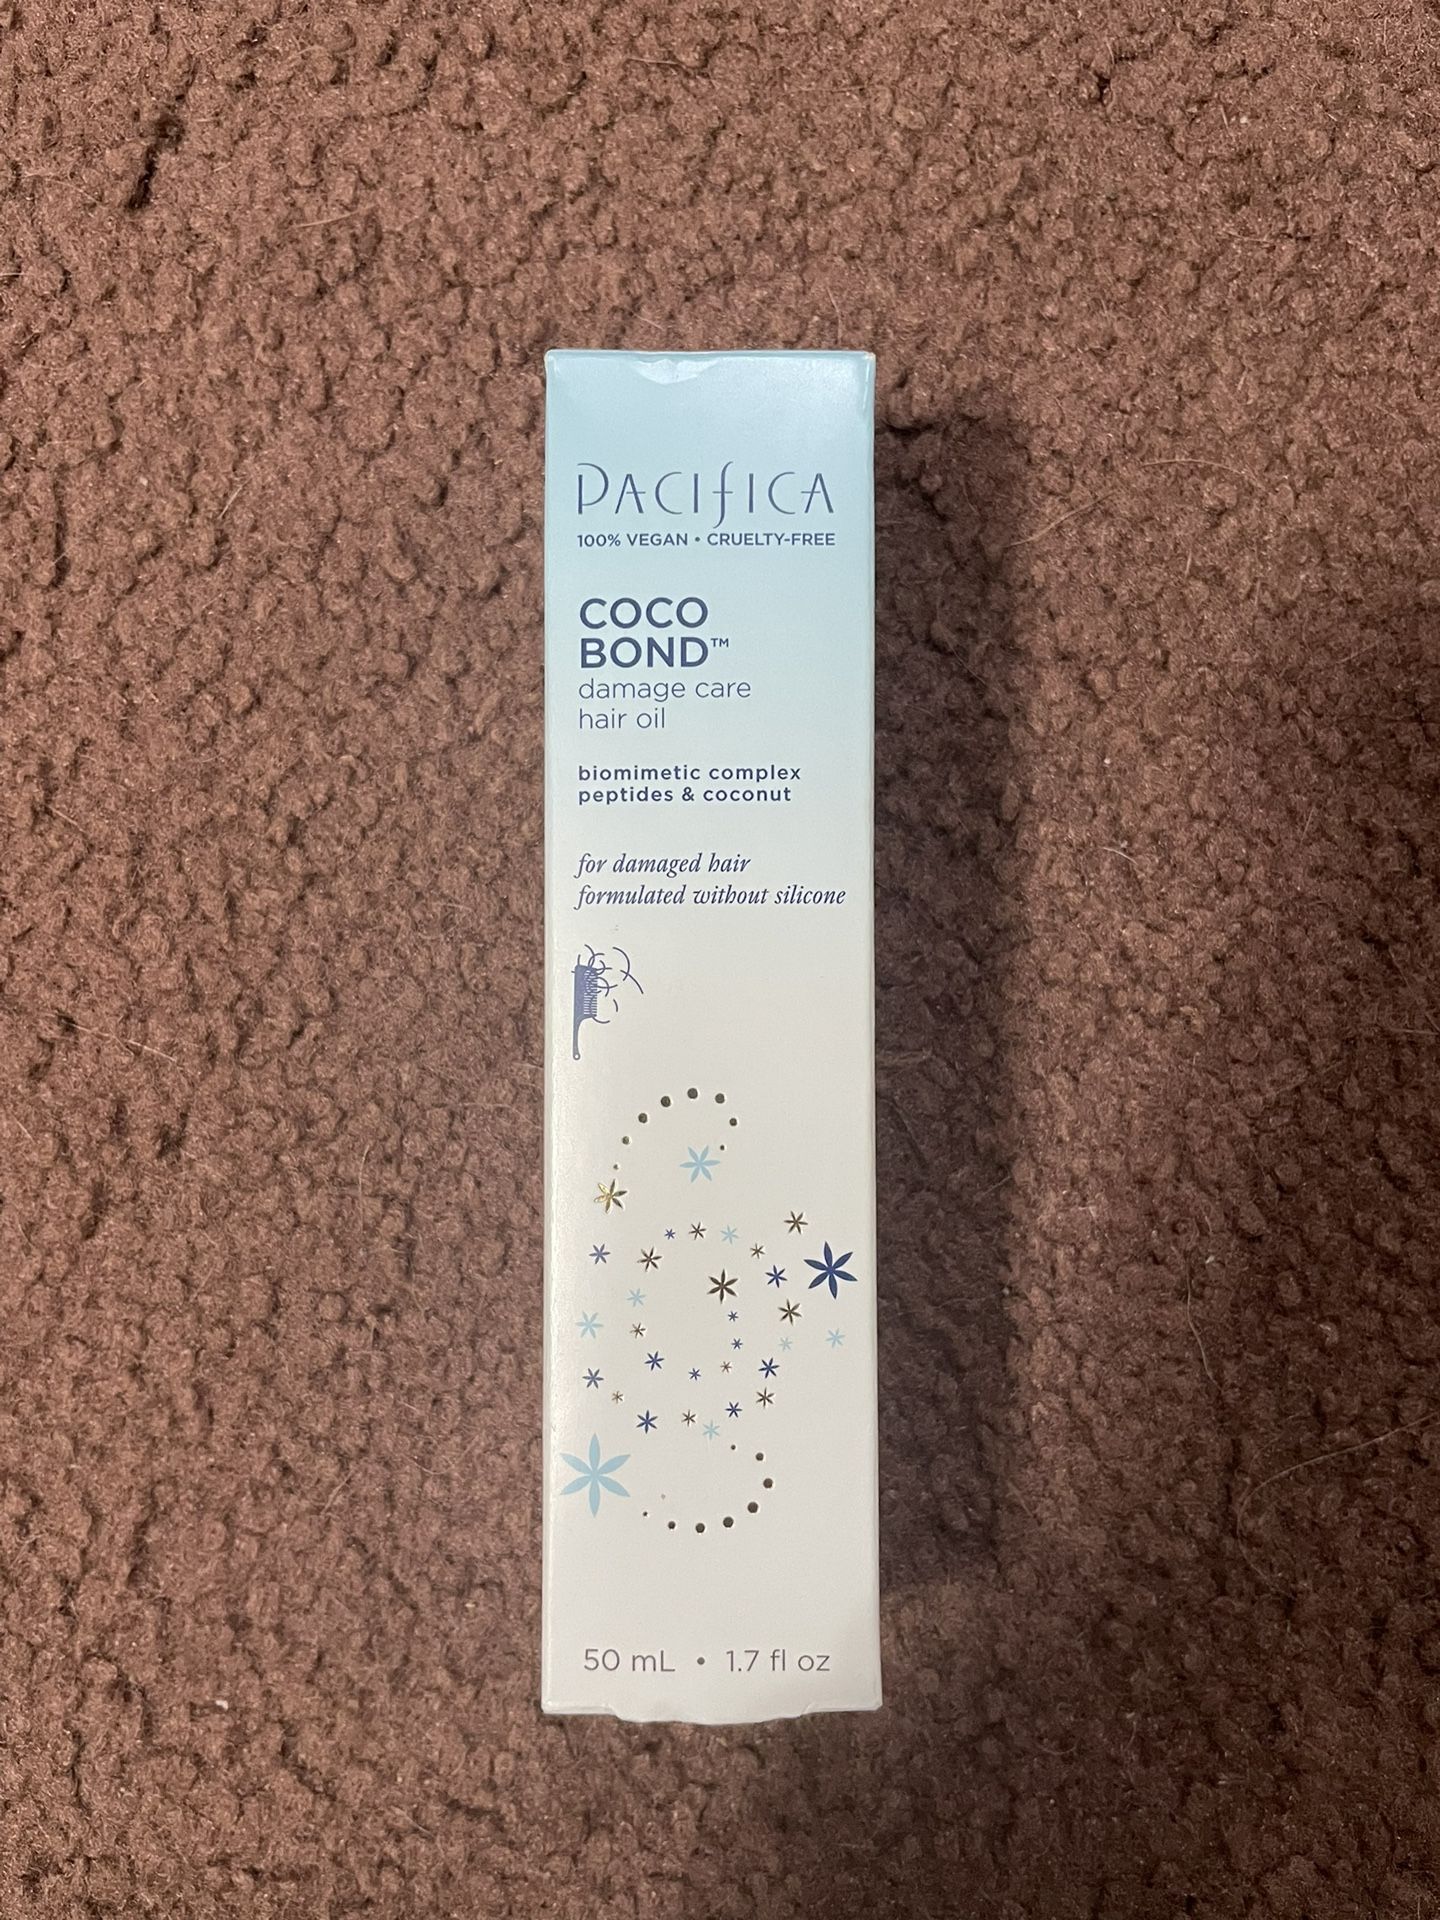 PACIFICA
100% VEGAN • CRUELTY-FREE
COCO
BOND™
damage care
hair oil
biomimetic complex
peptides & coconut
for damaged hair
formulated without silicone
50 mL • 1.7 fl oz